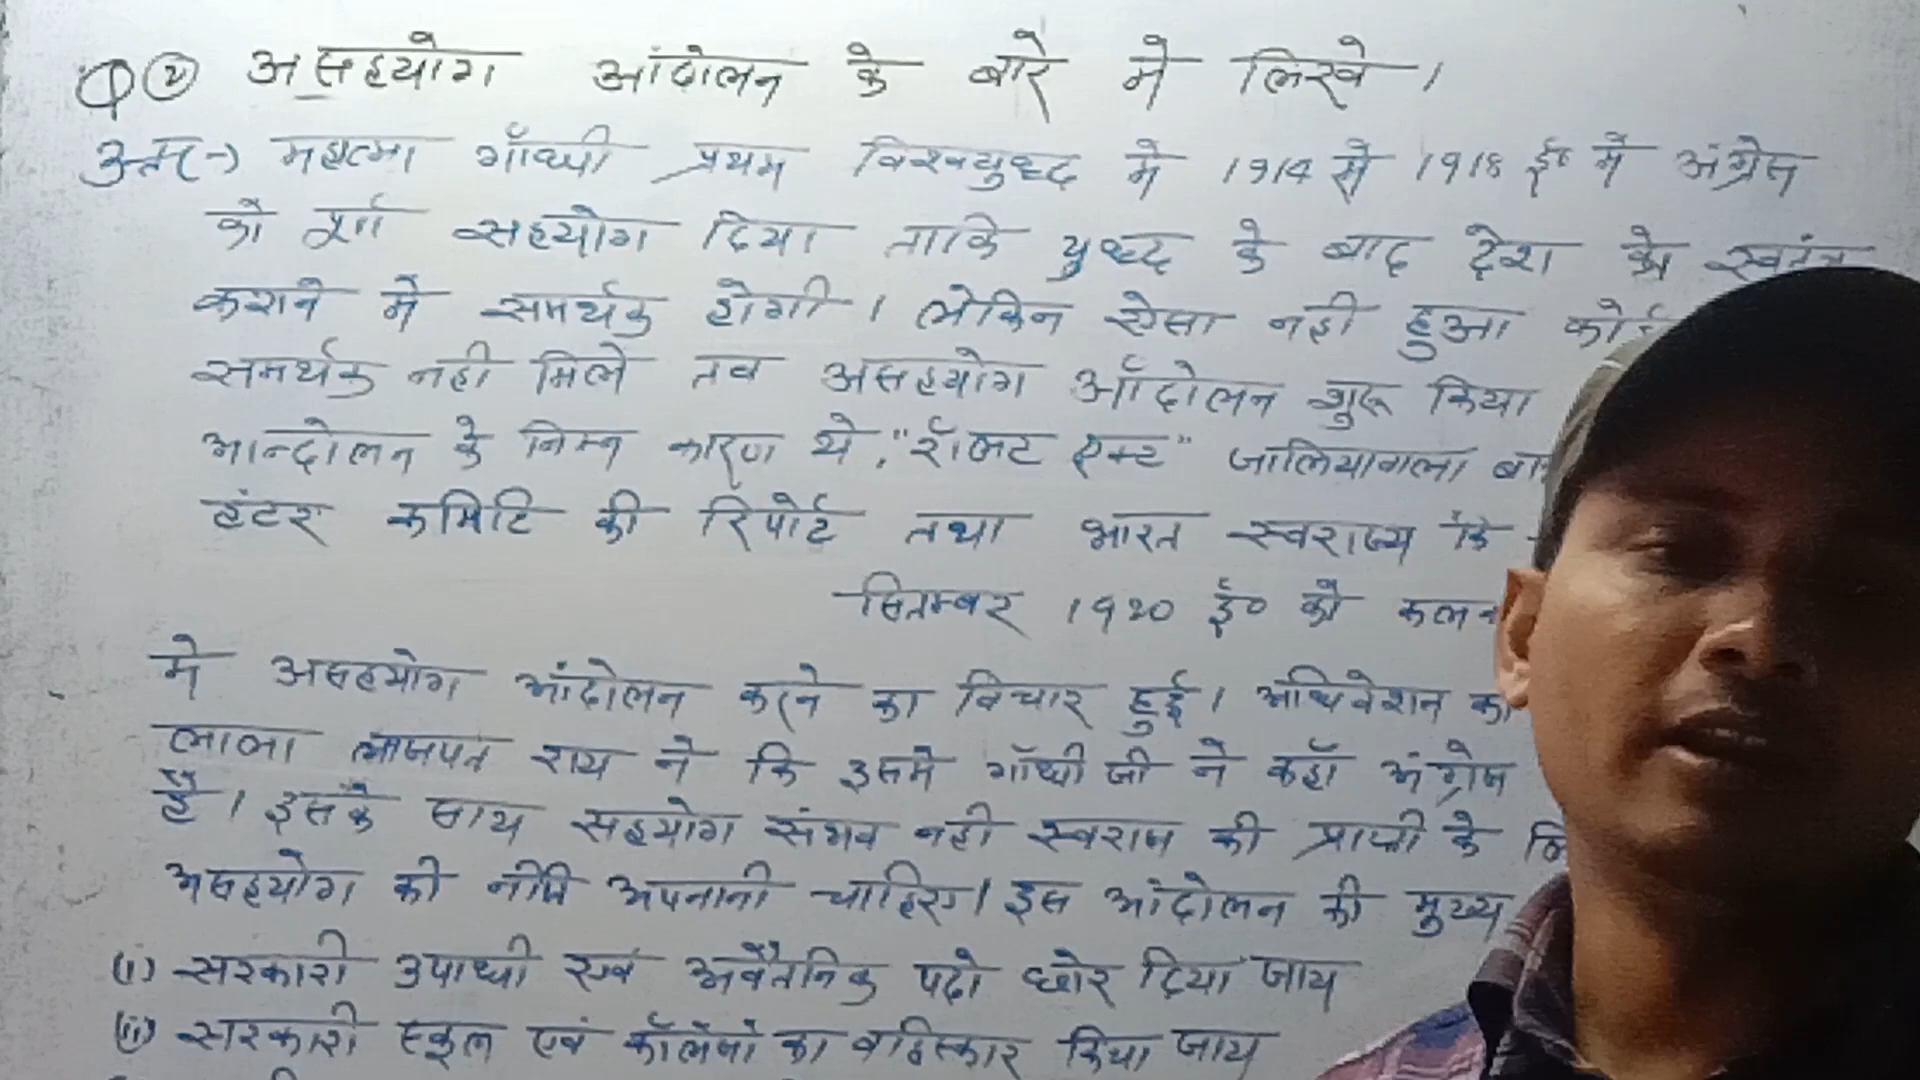 Q ② असहयोग आंदोलन के बारे मे लिखे।
उत्तर(-) महात्मा गाँधी प्रथम विश्वयुध्द मे 1914 से 1918 ई० में अंग्रेज
को पूर्ण सहयोग दिया ताकि युध्द के बाद देश को स्वतंत्र
कराने मे समर्थक होगी। लेकिन ऐसा नही हुआ
समर्थक नही मिले तब असहयोग आँदोलन शुरू किया
आन्दोलन के निम्न कारण थे, "रॉलट एक्ट" जालियावाला
हंटर कमिटि की रिपोर्ट तथा भारत स्वराज्य कि
सितम्बर 1920 ई० को
मे असहयोग आंदोलन करने का विचार हुई। अधिवेशन का
लाला लाजपत राय ने कि इसमे गाँधी जी ने कहाँ अंग्रेज
है। इसके साथ सहयोग संभव नही स्वराज की प्राप्ती के
असहयोग की नीति अपनानी चाहिए। इस आंदोलन की मुख्य
(i) सरकारी उपाधी एवं अवैतनिक पदो छोर दिया जाय
(ii) सरकारी स्कूल एवं कॉलेजो का बहिस्कार किया जाय